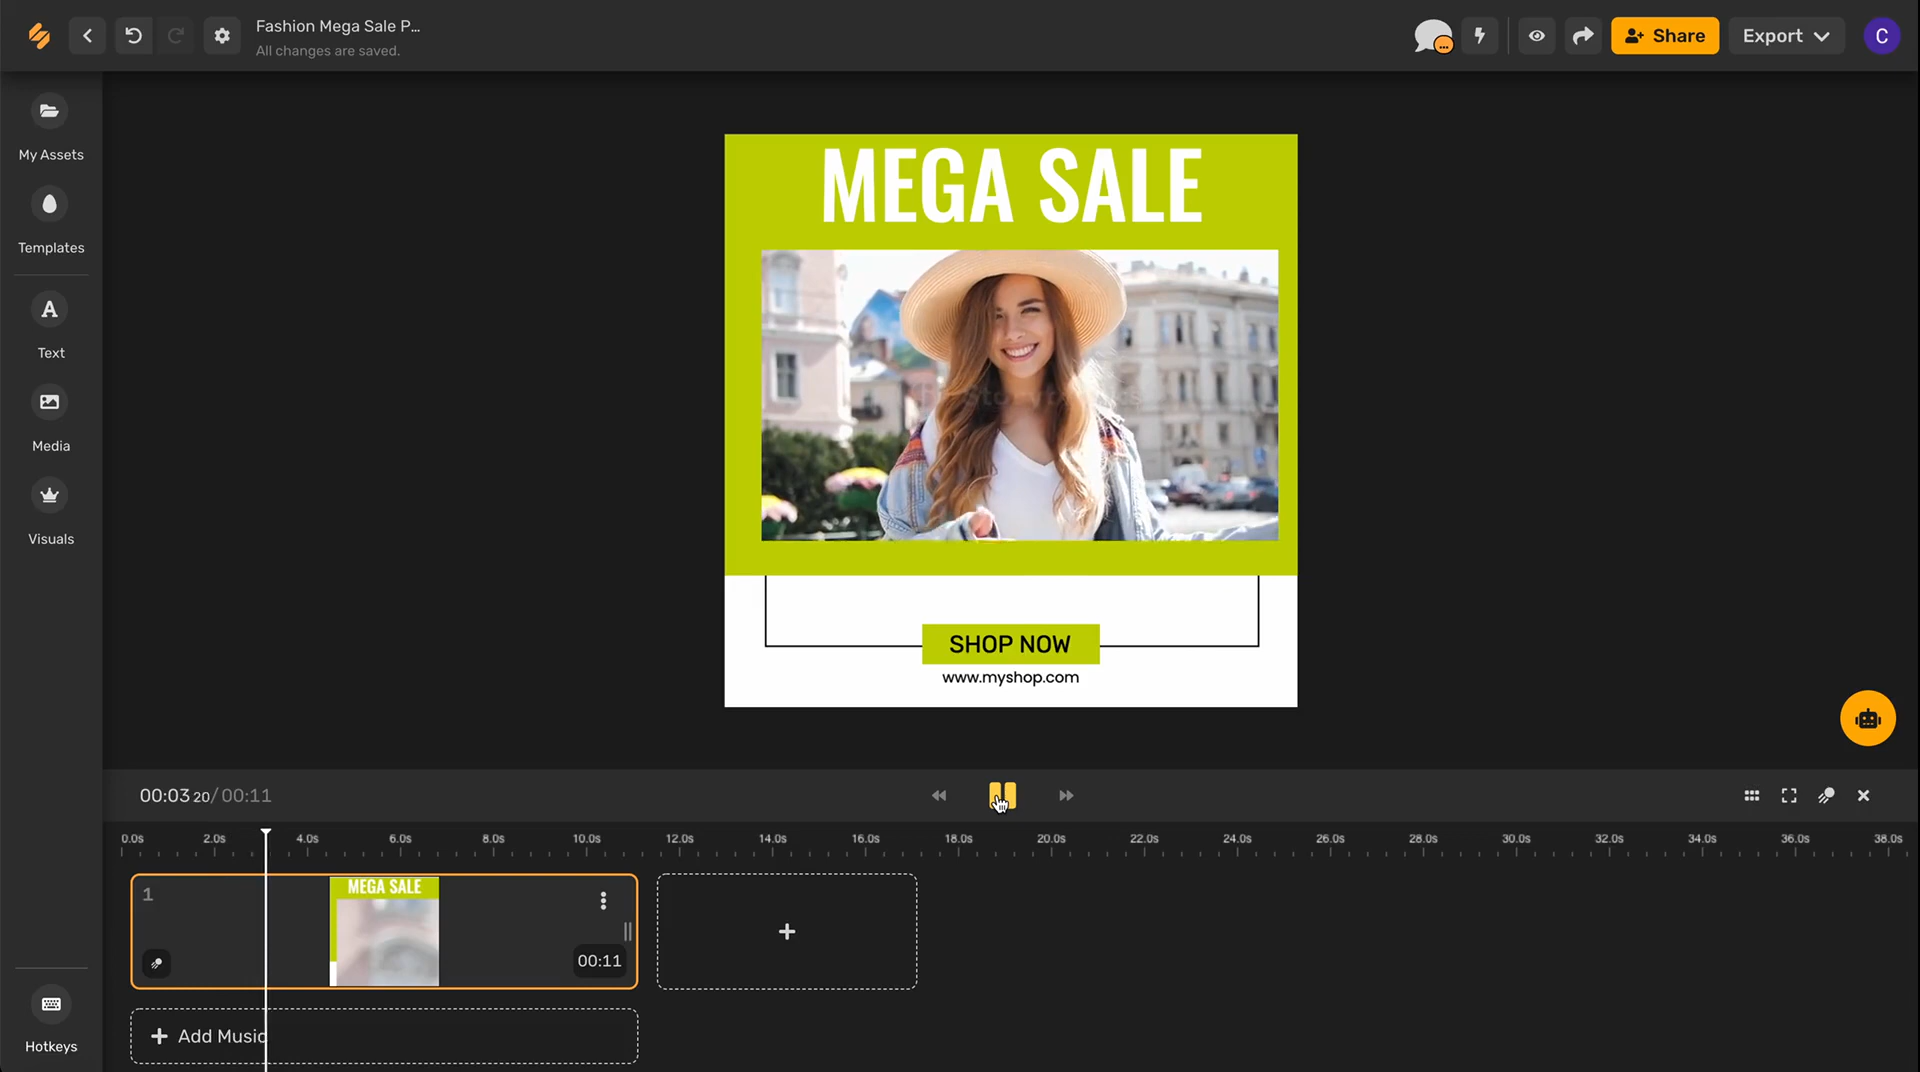 Fashion Mega Sale P...
All changes are saved.
Share
Export
C
My Assets
Templates
A
Text
Media
Visuals
Hotkeys
MEGA SALE
SHOP NOW
www.myshop.com
00:03 20/ 00:11
0.0s 2.0s 4.0s 6.0s 8.0s 10.0s 12.0s 14.0s 16.0s 18.0s 20.0s 22.0s 24.0s 26.0s 28.0s 30.0s 32.0s 34.0s 36.0s 38.0s
1
MEGA SALE
00:11
Add Music